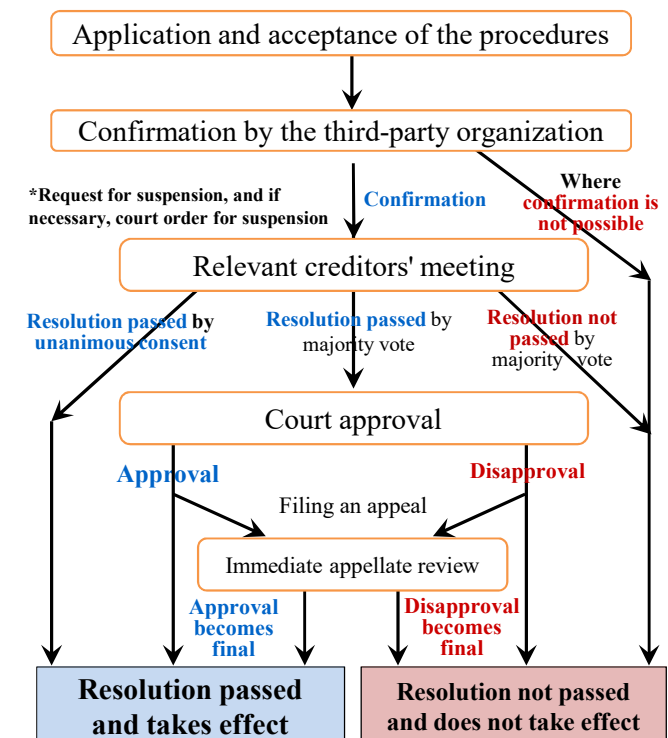 Application and acceptance of the procedures
Confirmation by the third-party organization
*Request for suspension, and if
necessary, court order for suspension
Confirmation
Where
confirmation is
not possible
Relevant creditors' meeting
Resolution passed by
unanimous consent
Resolution passed by
majority vote
Resolution not
passed by
majority vote
Court approval
Approval
Disapproval
Filing an appeal
Immediate appellate review
Approval
becomes
final
Disapproval
becomes
final
Resolution passed
and takes effect
Resolution not passed
and does not take effect